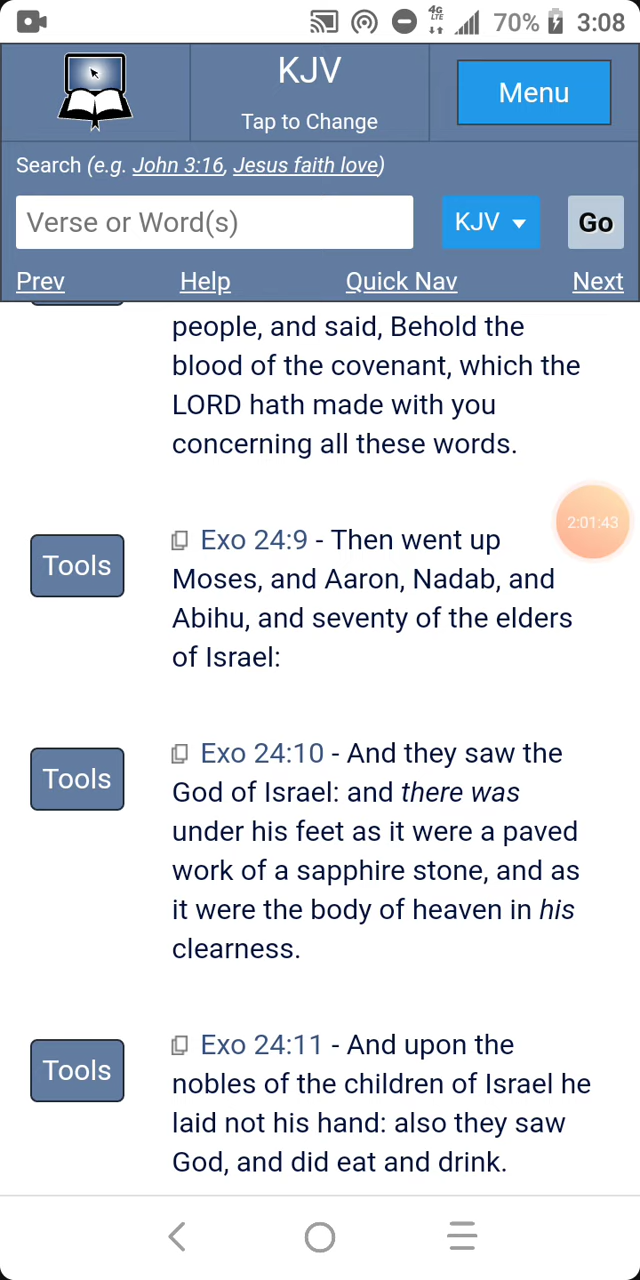 4G
LTE
70% 3:08
KJV
Tap to Change
Menu
Search (e.g. John 3:16, Jesus faith love)
Verse or Word(s)
KJV
Go
Prev Help Quick Nav Next
people, and said, Behold the
blood of the covenant, which the
LORD hath made with you
concerning all these words.
2:01:43
Tools
Exo 24:9 - Then went up
Moses, and Aaron, Nadab, and
Abihu, and seventy of the elders
of Israel:
Tools
Exo 24:10 - And they saw the
God of Israel: and there was
under his feet as it were a paved
work of a sapphire stone, and as
it were the body of heaven in his
clearness.
Tools
Exo 24:11 - And upon the
nobles of the children of Israel he
laid not his hand: also they saw
God, and did eat and drink.